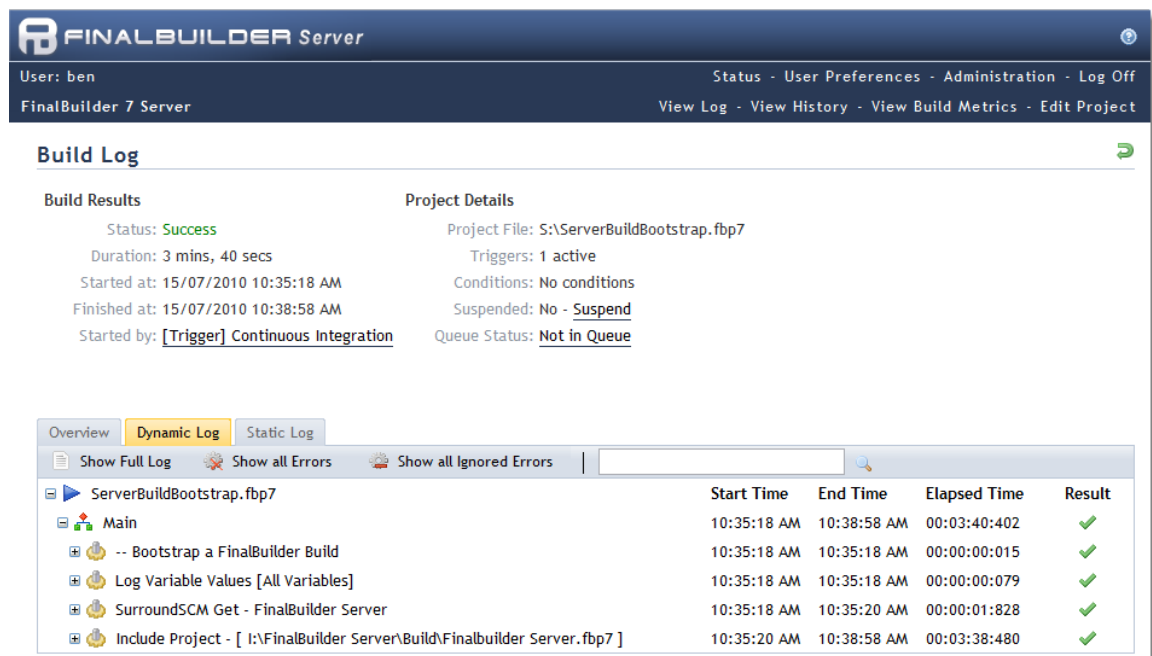 FINALBUILDER Server
User: ben
Status - User Preferences - Administration - Log Off
FinalBuilder 7 Server
View Log - View History - View Build Metrics - Edit Project
Build Log
Build Results
Project Details
Status: Success
Project File: S:\ServerBuildBootstrap.fbp7
Duration: 3 mins, 40 secs
Triggers: 1 active
Started at: 15/07/2010 10:35:18 AM
Conditions: No conditions
Finished at: 15/07/2010 10:38:58 AM
Suspended: No - Suspend
Started by: [Trigger] Continuous Integration
Queue Status: Not in Queue
Overview Dynamic Log Static Log
Show Full Log Show all Errors Show all Ignored Errors
ServerBuildBootstrap.fbp7 Start Time End Time Elapsed Time Result
Main 10:35:18 AM 10:38:58 AM 00:03:40:402
-- Bootstrap a FinalBuilder Build 10:35:18 AM 10:35:18 AM 00:00:00:015
Log Variable Values [All Variables] 10:35:18 AM 10:35:18 AM 00:00:00:079
SurroundSCM Get - FinalBuilder Server 10:35:18 AM 10:35:20 AM 00:00:01:828
Include Project - [ I:\FinalBuilder Server\Build\Finalbuilder Server.fbp7 ] 10:35:20 AM 10:38:58 AM 00:03:38:480